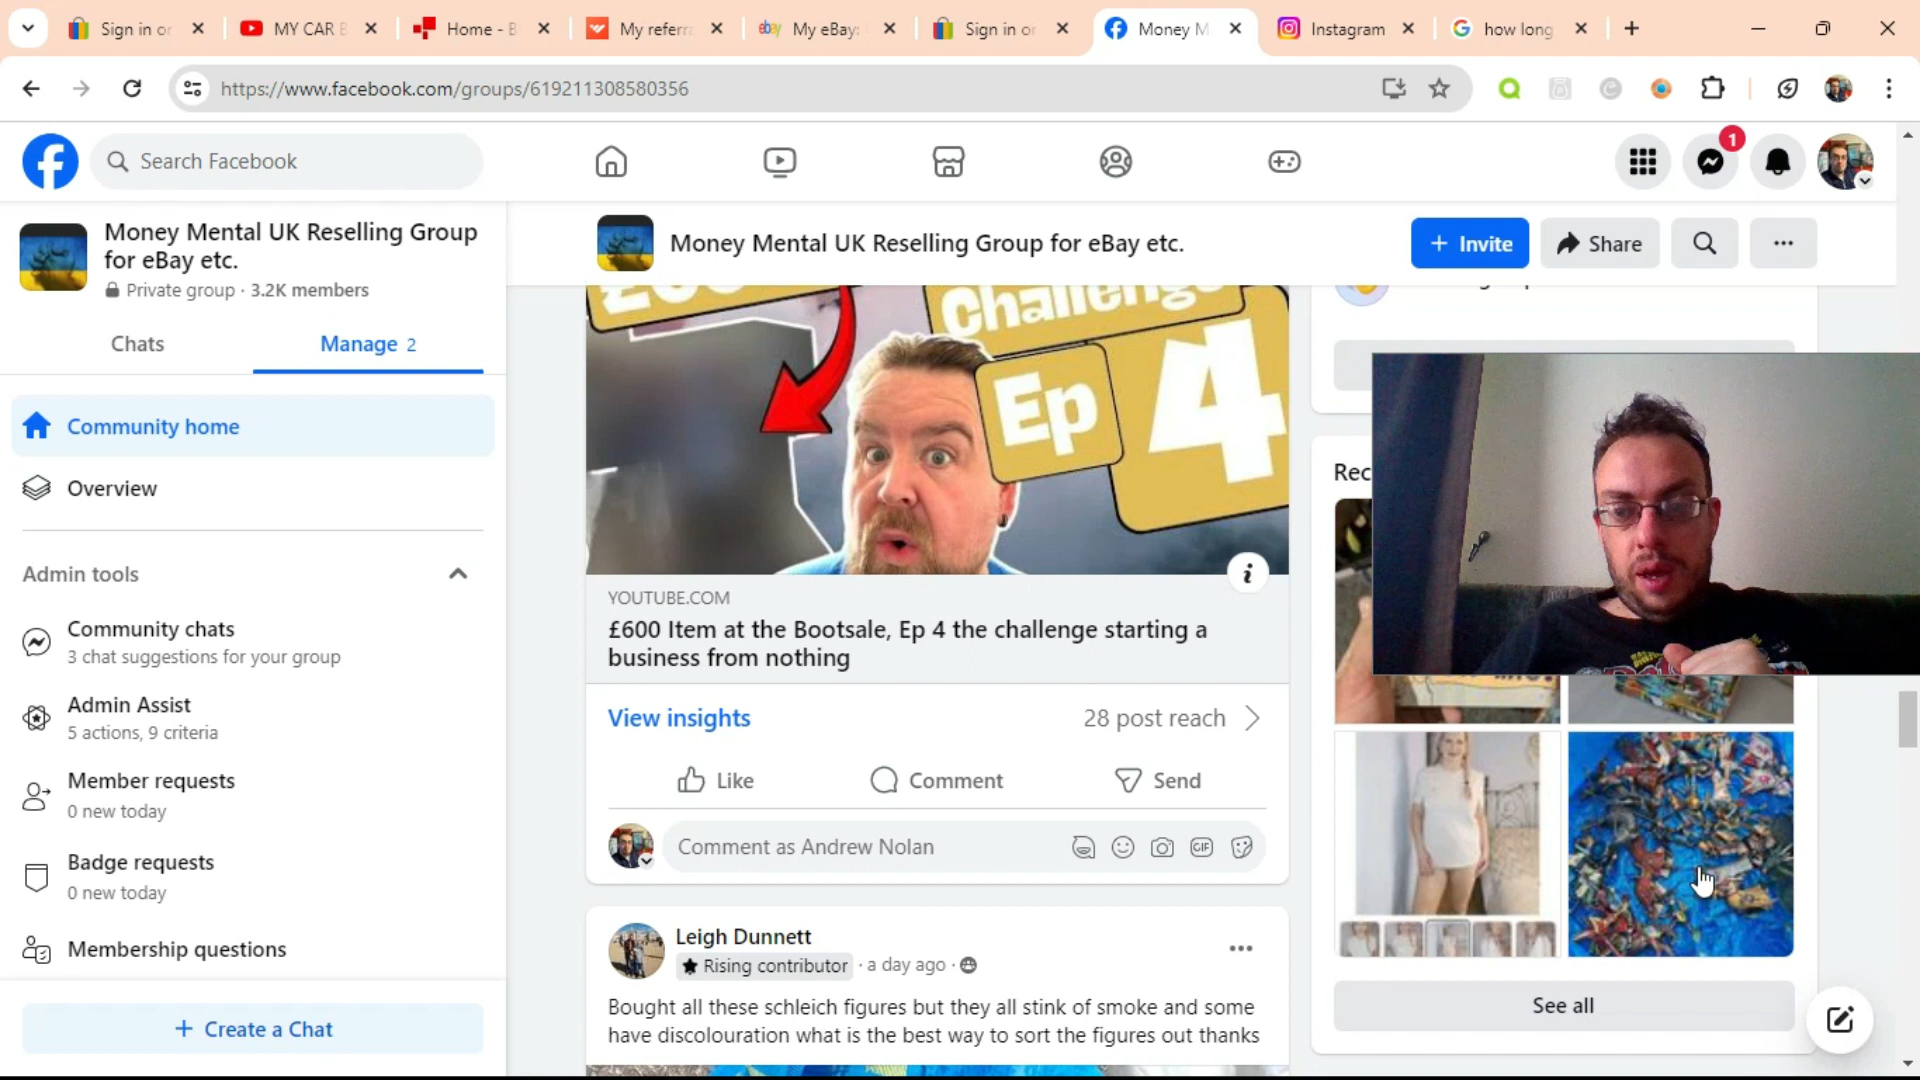 Sign in or
MY CAR B
Home - B
My referra
ebay My eBay:
Sign in or
Money M
Instagram
how long
https://www.facebook.com/groups/619211308580356
Search Facebook
1
Money Mental UK Reselling Group
for eBay etc.
Private group · 3.2K members
Chats
Manage 2
Community home
Overview
Admin tools
Community chats
3 chat suggestions for your group
Admin Assist
5 actions, 9 criteria
Member requests
0 new today
Badge requests
0 new today
Membership questions
+ Create a Chat
Money Mental UK Reselling Group for eBay etc.
+ Invite
Share
Challenge
Ep 4
YOUTUBE.COM
£600 Item at the Bootsale, Ep 4 the challenge starting a
business from nothing
View insights
28 post reach
Like
Comment
Send
Comment as Andrew Nolan
GIF
Leigh Dunnett
Rising contributor · a day ago
Bought all these schleich figures but they all stink of smoke and some
have discolouration what is the best way to sort the figures out thanks
Rec
See all